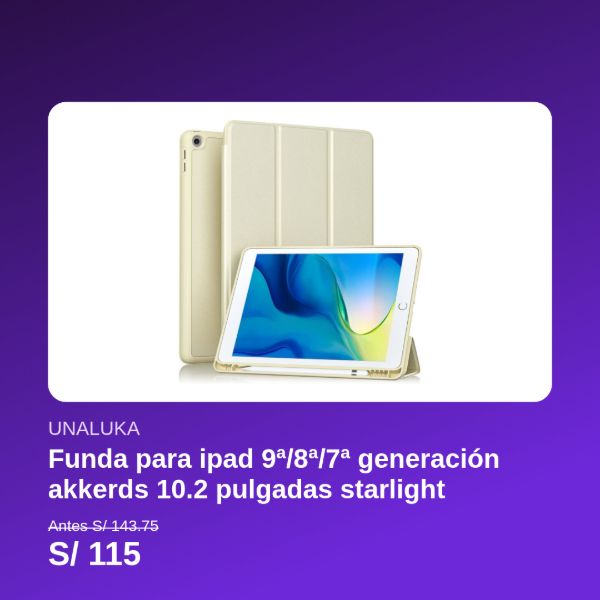 UNALUKA
Funda para ipad 9ª/8ª/7ª generación
akkerds 10.2 pulgadas starlight
Antes S/ 143.75
S/ 115